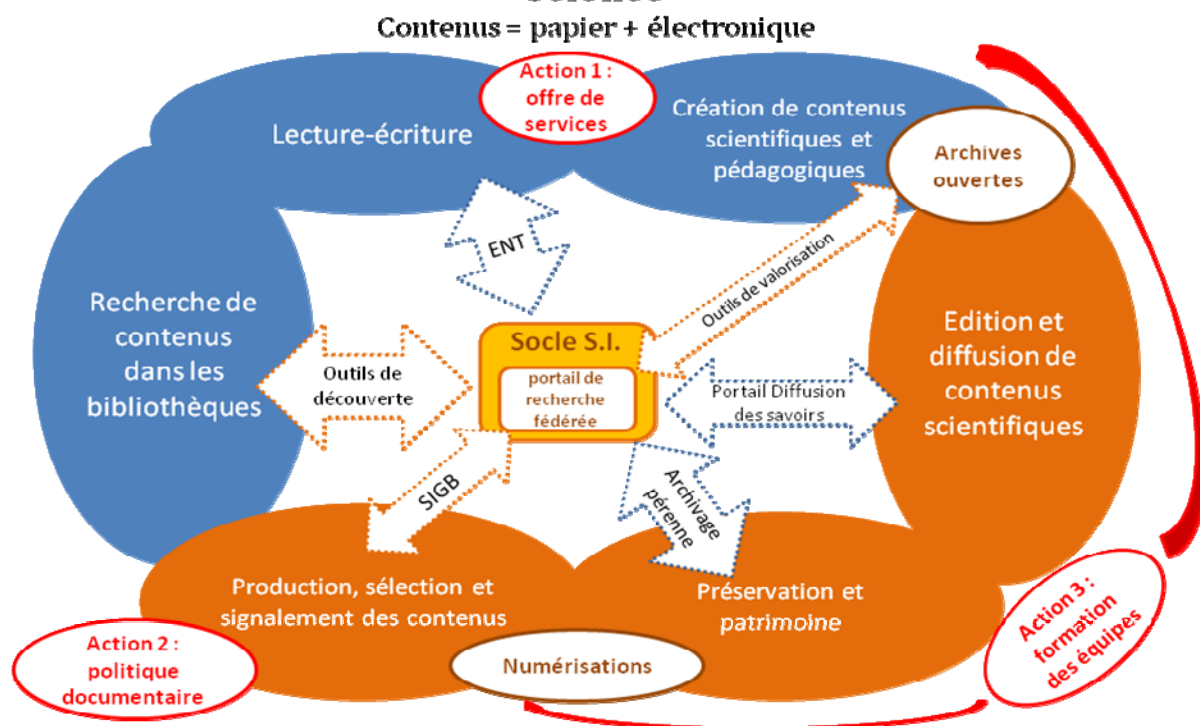 Contenus = papier + électronique
Action 1 :
offre de
services
Lecture-écriture
Création de contenus
scientifiques et
pédagogiques
Archives
ouvertes
ENT
Outils de valorisation
Recherche de
contenus
dans les
bibliothèques
Outils de
découverte
Socle S.I.
portail de
recherche
fédérée
Portail Diffusion
des savoirs
Edition et
diffusion de
contenus
scientifiques
SIGB
Archivage
pérenne
Production, sélection et
signalement des contenus
Préservation et
patrimoine
Action 2 :
politique
documentaire
Numérisations
Action 3 :
formation
des équipes